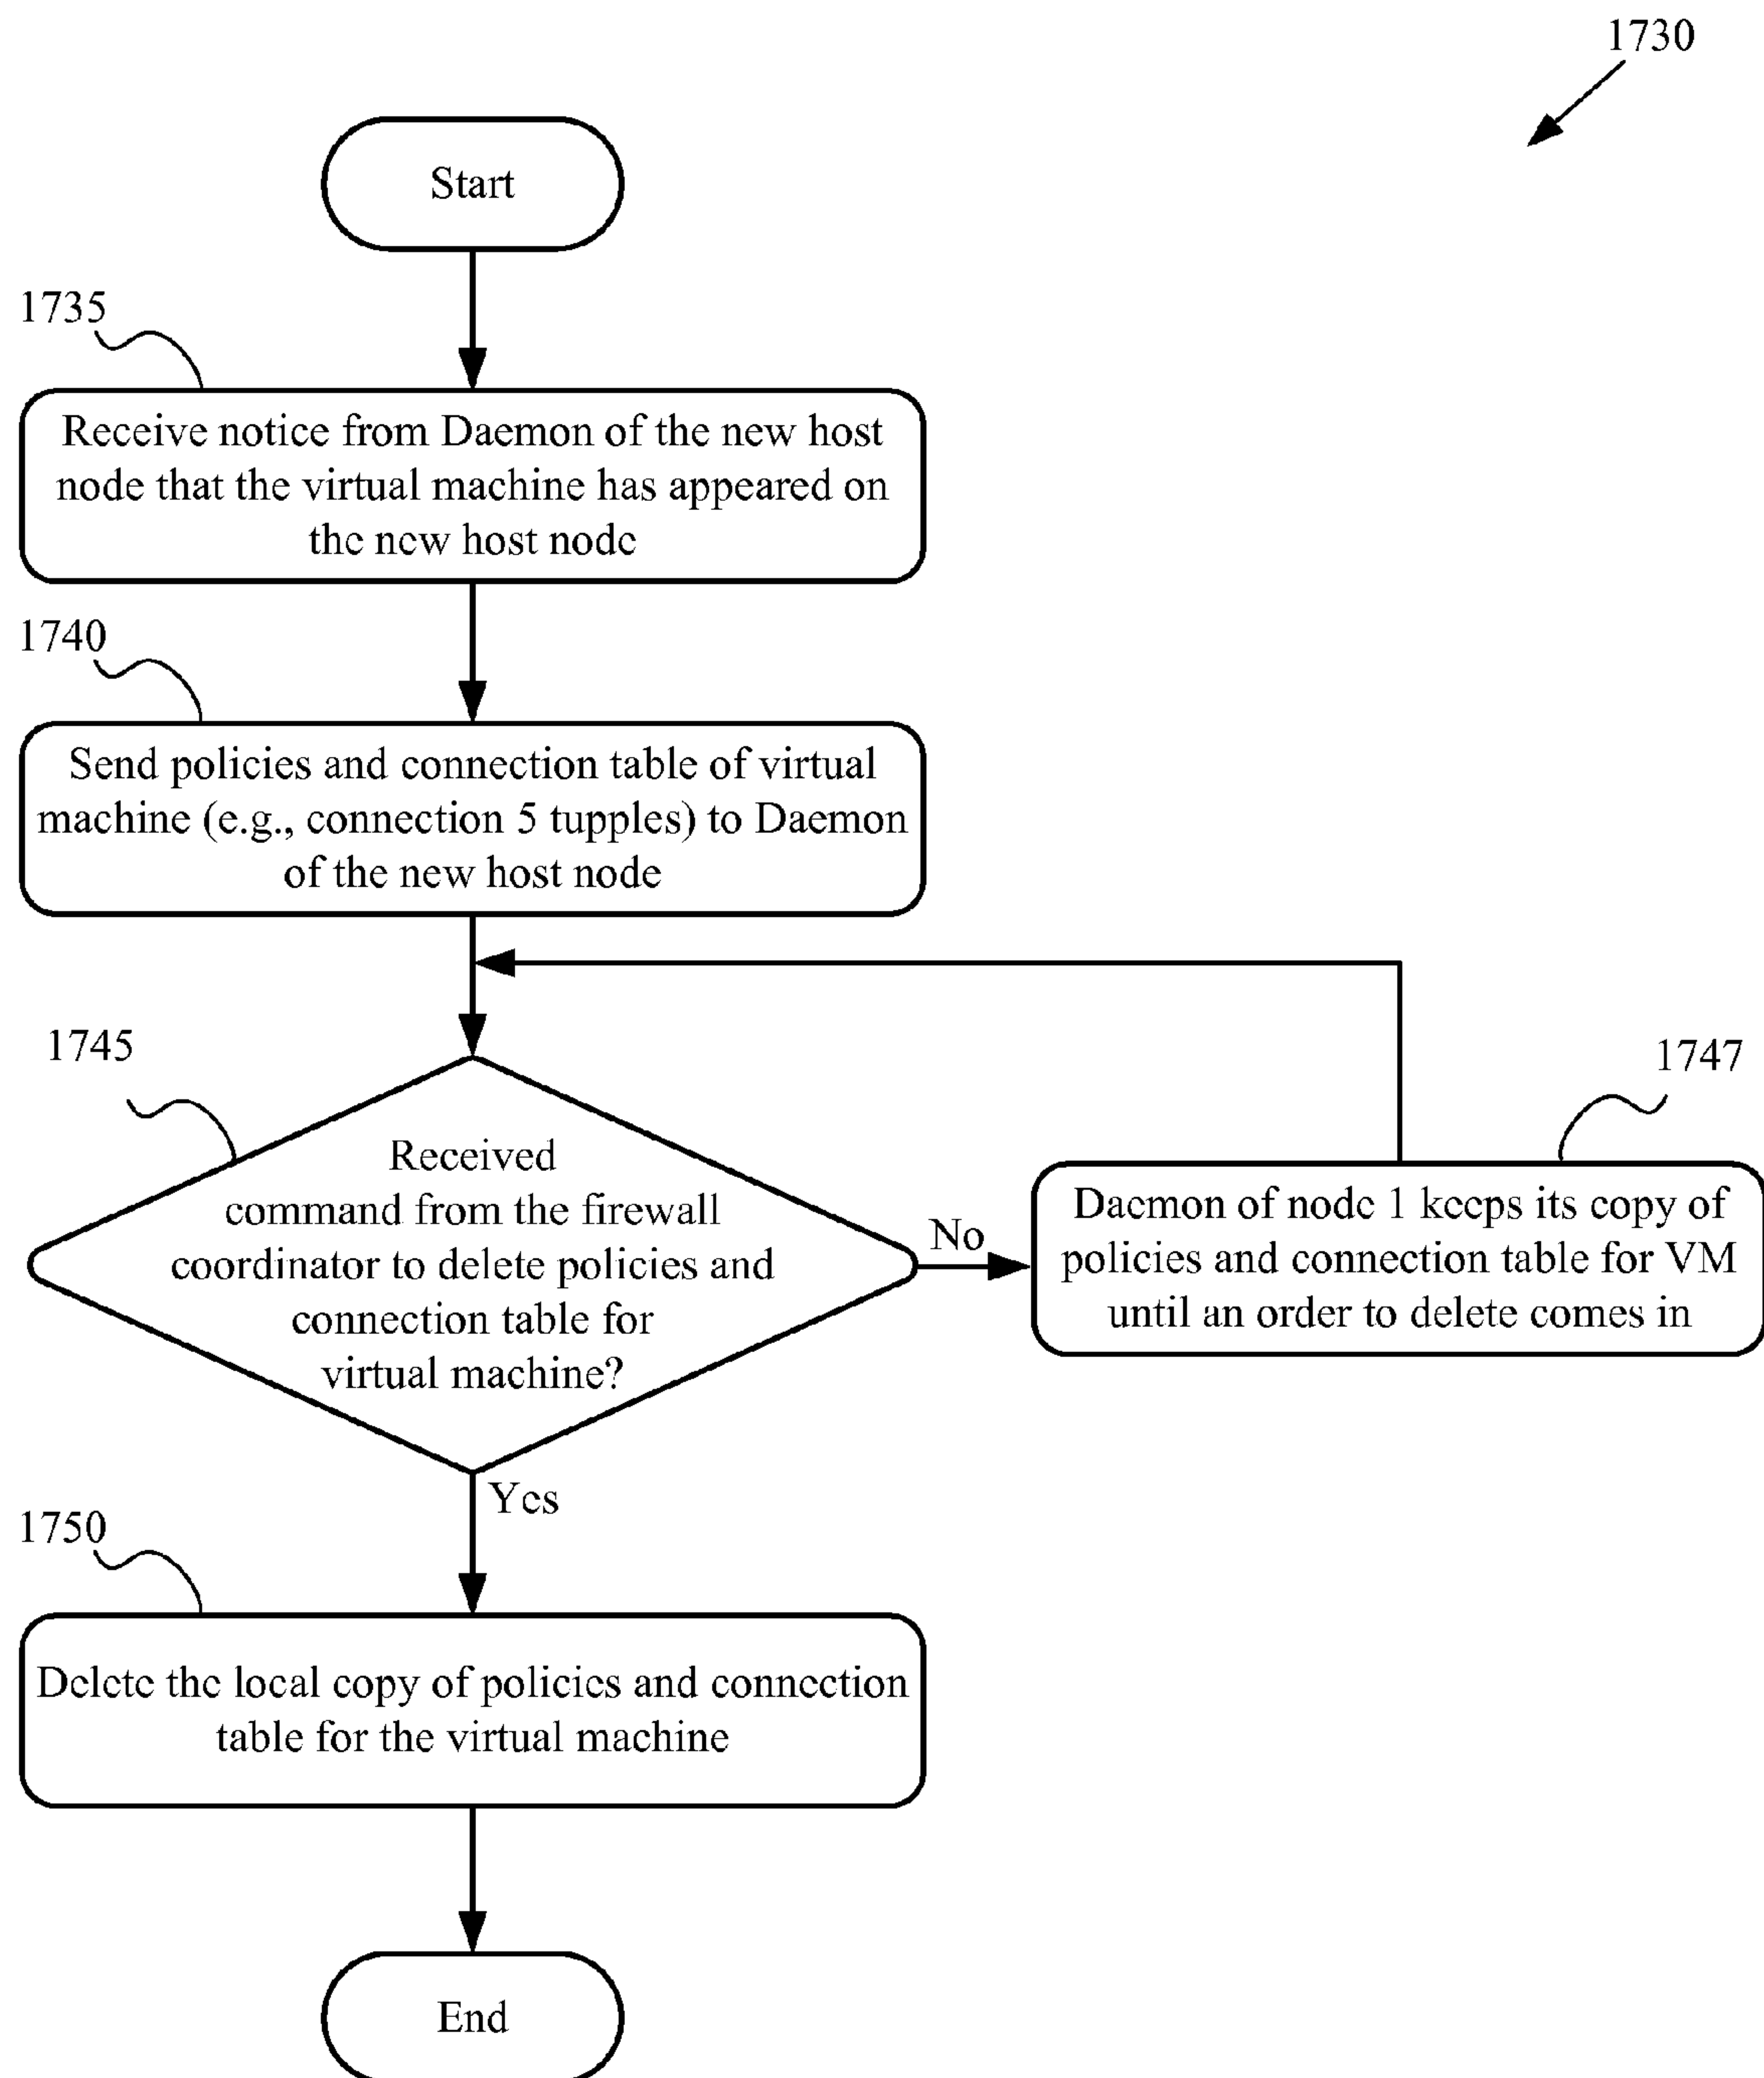 1730
Start
1735
Receive notice from Daemon of the new host
node that the virtual machine has appeared on
the new host node
1740
Send policies and connection table of virtual
machine (e.g., connection 5 tupples) to Daemon
of the new host node
1745
Received
command from the firewall
coordinator to delete policies and
connection table for
virtual machine?
No
1747
Daemon of node 1 keeps its copy of
policies and connection table for VM
until an order to delete comes in
Yes
1750
Delete the local copy of policies and connection
table for the virtual machine
End